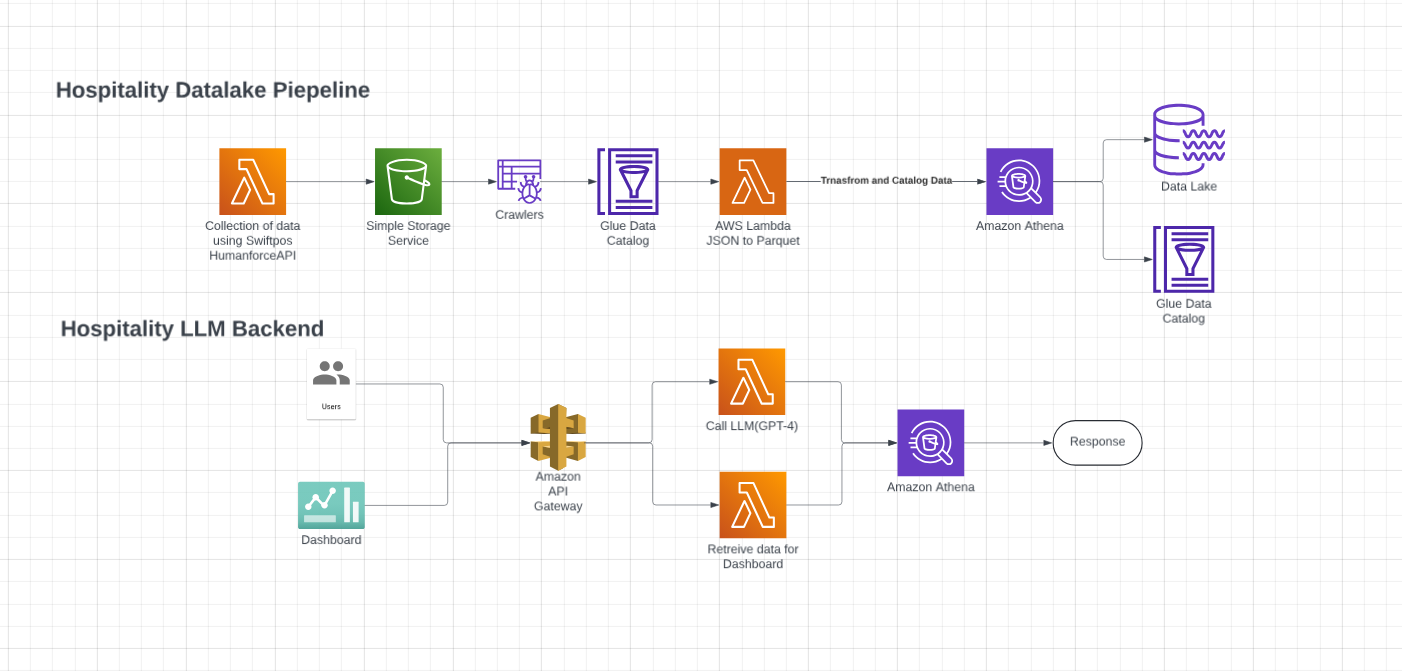 Hospitality Datalake Piepeline
Trnasfrom and Catalog Data
Data Lake
Collection of data
using Swiftpos
HumanforceAPI
Simple Storage
Service
Crawlers
Glue Data
Catalog
AWS Lambda
JSON to Parquet
Amazon Athena
Glue Data
Catalog
Hospitality LLM Backend
Users
Call LLM(GPT-4)
Amazon
API
Gateway
Amazon Athena
Response
Dashboard
Retreive data for
Dashboard